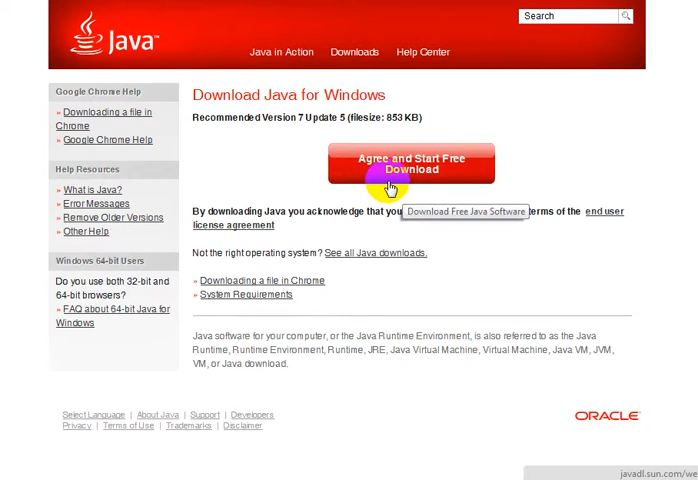 Java™
Search
Java in Action
Downloads
Help Center
Google Chrome Help
» Downloading a file in
Chrome
» Google Chrome Help
Help Resources
» What is Java?
» Error Messages
» Remove Older Versions
» Other Help
Windows 64-bit Users
Do you use both 32-bit and
64-bit browsers?
» FAQ about 64-bit Java for
Windows
Download Java for Windows
Recommended Version 7 Update 5 (filesize: 853 KB)
Agree and Start Free
Download
Download Free Java Software
By downloading Java you acknowledge that you terms of the end user
license agreement
Not the right operating system? See all Java downloads.
» Downloading a file in Chrome
» System Requirements
Java software for your computer, or the Java Runtime Environment, is also referred to as the Java
Runtime, Runtime Environment, Runtime, JRE, Java Virtual Machine, Virtual Machine, Java VM, JVM,
VM, or Java download.
Select Language | About Java | Support | Developers
Privacy | Terms of Use | Trademarks | Disclaimer
ORACLE
javadl.sun.com/we